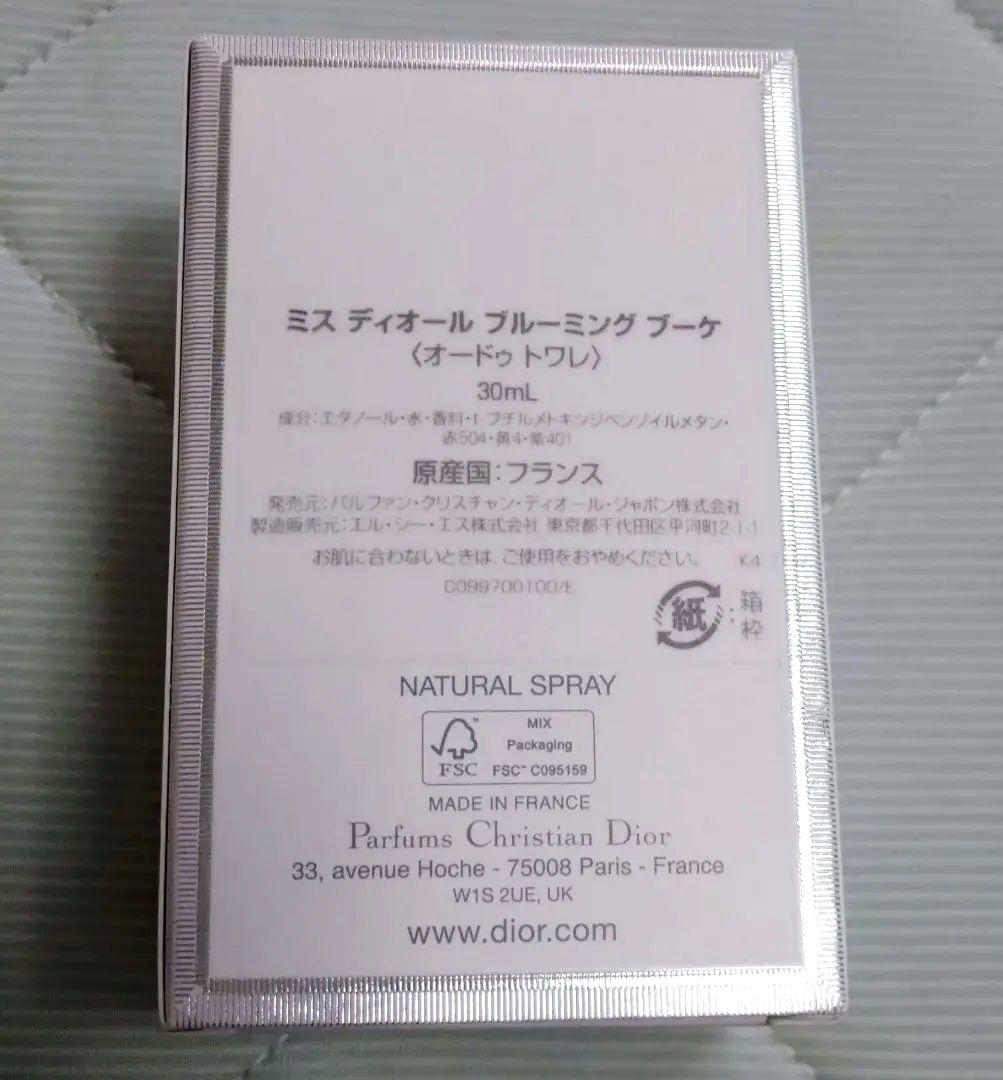 ミス ディオール ブルーミング ブーケ
〈オードゥ トワレ〉
30mL
成分：エタノール・水・香料・t-ブチルメトキシジベンゾイルメタン・
赤504・黄4・紫401
原産国：フランス
発売元：パルファン・クリスチャン・ディオール・ジャポン株式会社
製造販売元：エル・シー・エス株式会社 東京都千代田区平河町2-1-1
お肌に合わないときは、ご使用をおやめください。 K4
C099700100/E
紙：箱
枠
NATURAL SPRAY
MIX
Packaging
FSC™ C095159
FSC
MADE IN FRANCE
Parfums Christian Dior
33, avenue Hoche - 75008 Paris - France
W1S 2UE, UK
www.dior.com